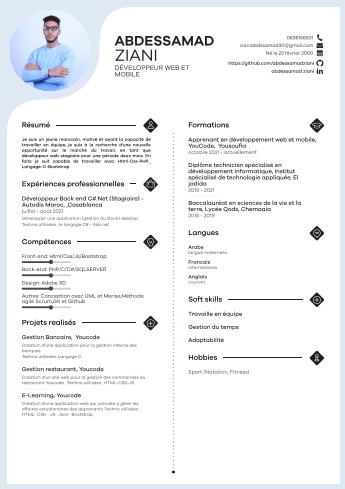 ABDESSAMAD
ZIANI
DÉVELOPPEUR WEB ET
MOBILE
0606156501
zianiabdesamad90@gmail.com
Né le 23 février 2000
https://github.com/abdessamadziani
abdessamad ziani
Résumé
Je suis un jeune marocain, motivé et ayant la capacité de
travailler en équipe, je suis à la recherche d'une nouvelle
opportunité sur le marché du travail, en tant que
développeur web stagiaire pour une période deux mois. En
faite je suit capable de travailler avec Html-Css-PHP,
Langage C-Bootstrap
Expériences professionnelles
Développeur Back end C#.Net (Stagiaire) -
Autodis Maroc, ,Casablanca
juillet - août 2021
Développer une application (gestion du stock) desktop
Techno utilisées : le langage C# - Ado.net
Compétences
Front-end: Html/Css/Js/Bootstrap
Back-end: PHP/C/C#/SQLSERVER
Design: Adobe XD
Autres: Conception avec UML et Merise,Méthode
agile Scrum,Git et Github
Projets realisés
Gestion Bancaire, Youcode
Création d'une application pour la gestion interne des
banques
Techno utilisées: Langage C
Gestion restaurant, Youcode
Création d'un site web pour la gestion des commandes du
restaurant Youcode . Techno utilisées : HTML-CSS-JS
E-Learning, Youcode
Création d'une application web qui consiste a gérer les
affaires estudiantines des apprenants Techno utilisées :
HTML-CSS - JS- Json- Bootstrap
Formations
Apprenant en développement web et mobile,
YouCode, Yousoufia
octobre 2021 - actuellement
Diplôme technicien spécialisé en
développement informatique, Institut
spécialisé de technologie appliquée, El
jadida
2019 - 2021
Baccalauréat en sciences de la vie et la
terre, Lycée Qods, Chemaaia
2018 - 2019
Langues
Arabe
langue maternelle
Francais
intermédiaire
Anglais
courant
Soft skills
Travaille en équipe
Gestion du temps
Adaptabilité
Hobbies
Sport (Natation, Fitness) .